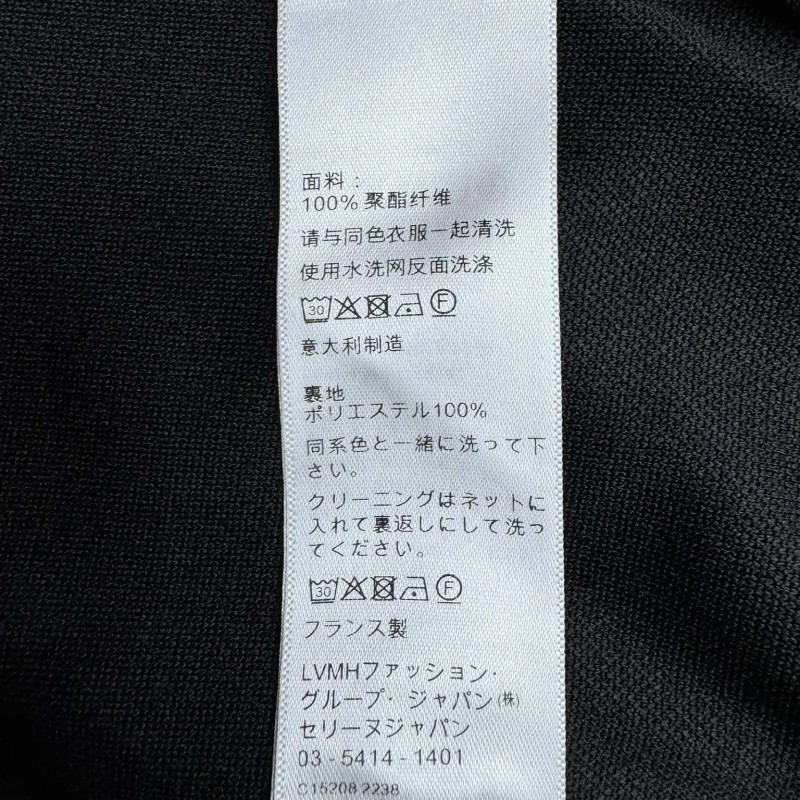 面料：
100% 聚酯纤维
请与同色衣服一起清洗
使用水洗网反面洗涤
30 F
意大利制造
裏地
ポリエステル100%
同系色と一緒に洗って下
さい。
クリーニングはネットに
入れて裏返しにして洗っ
てください。
30 F
フランス製
LVMHファッション・
グループ・ジャパン(株)
セリーヌジャパン
03 - 5414 - 1401
C15208 2238